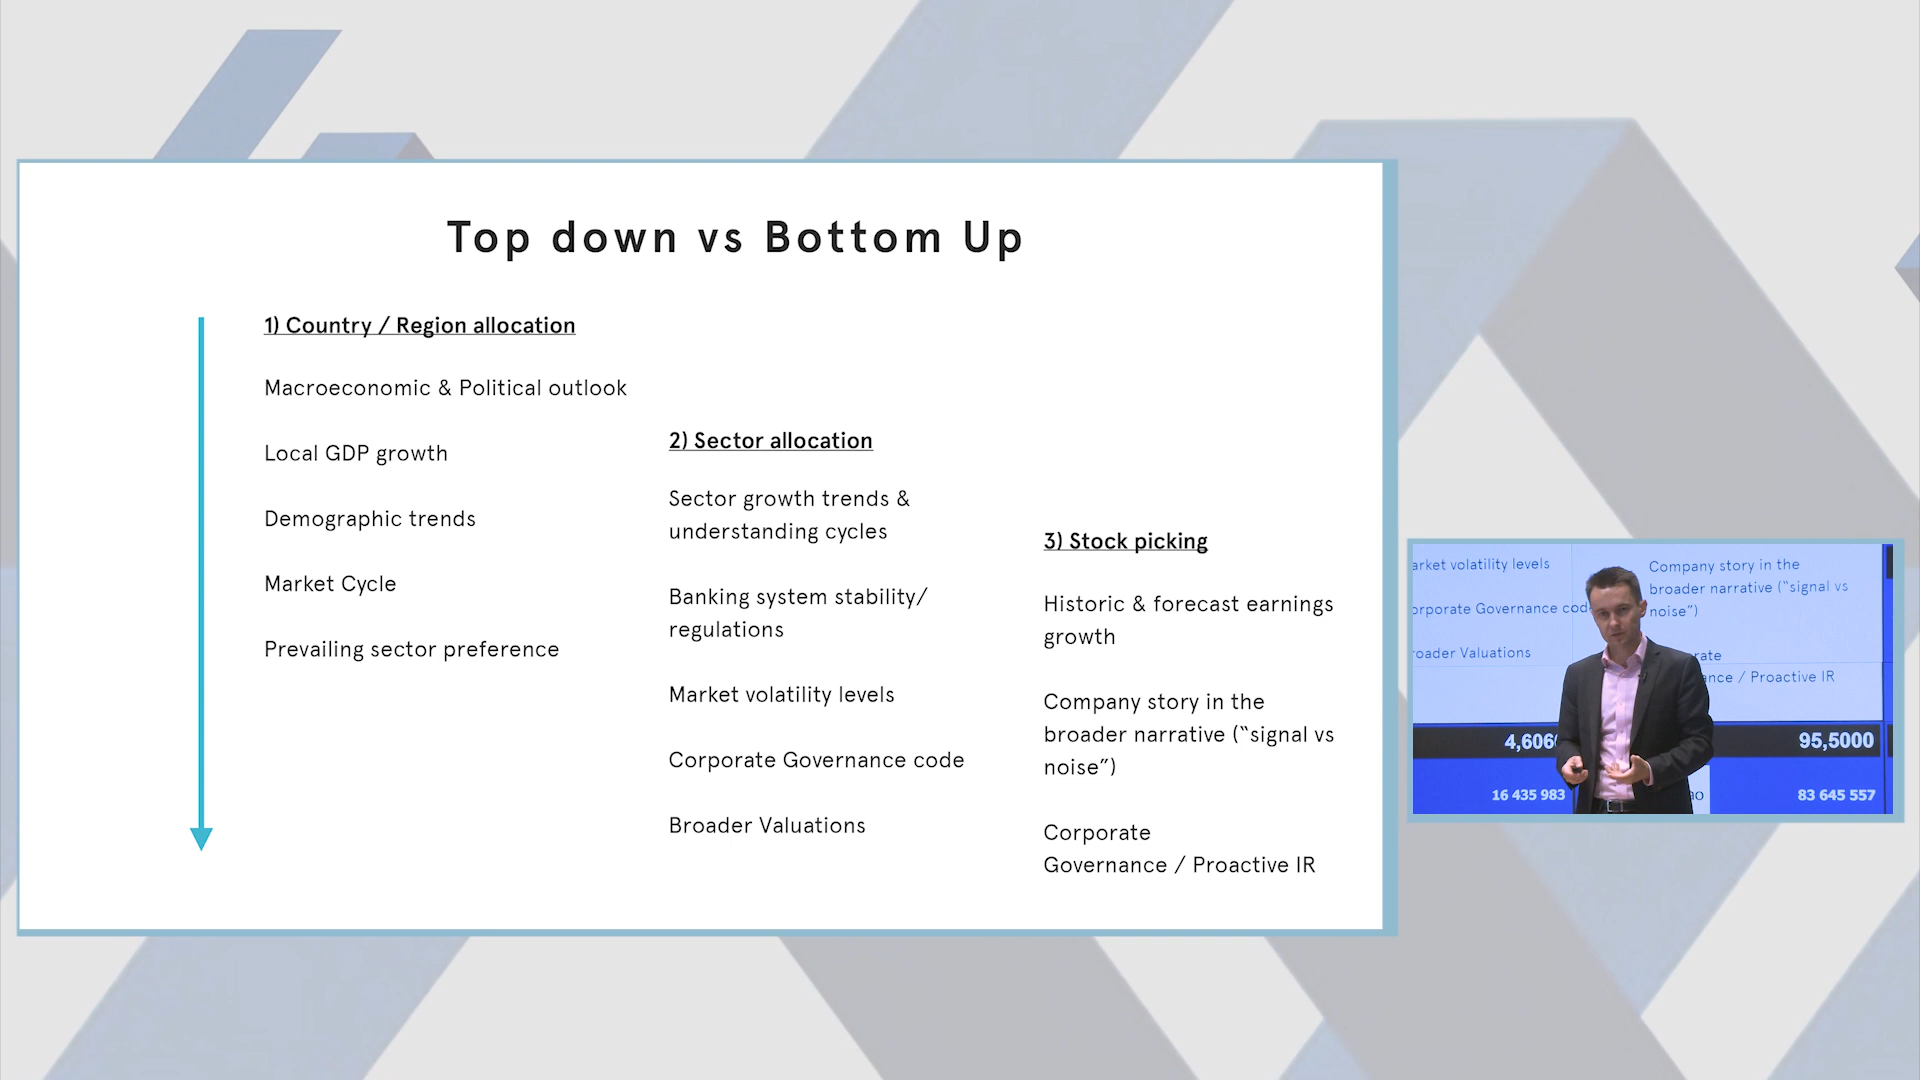 Top down vs Bottom Up
1) Country / Region allocation
Macroeconomic & Political outlook
Local GDP growth
Demographic trends
Market Cycle
Prevailing sector preference
2) Sector allocation
Sector growth trends &
understanding cycles
Banking system stability/
regulations
Market volatility levels
Corporate Governance code
Broader Valuations
3) Stock picking
Historic & forecast earnings
growth
Company story in the
broader narrative (“signal vs
noise”)
Corporate
Governance / Proactive IR
arket volatility levels
orporate Governance cod
roader Valuations
Company story in the
broader narrative (“signal vs
noise”)
rate
ance / Proactive IR
4,606
95,5000
16 435 983
83 645 557